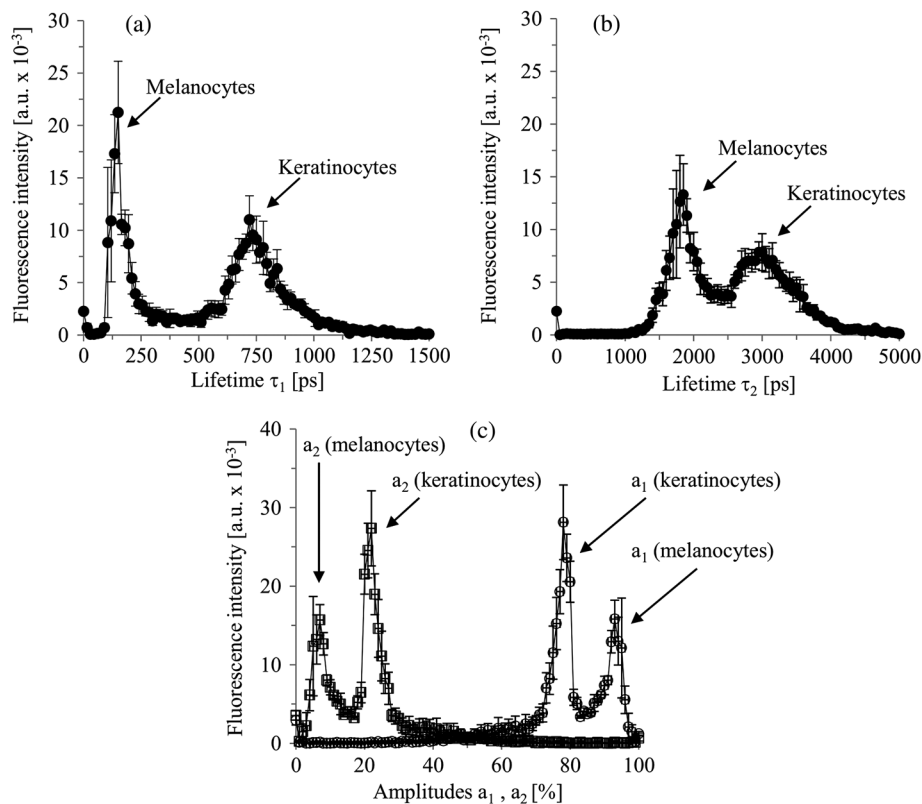 (a)
Fluorescence intensity [a.u. x 10⁻³]
30
25
20
15
10
5
0
Melanocytes
Keratinocytes
0 250 500 750 1000 1250 1500
Lifetime τ₁ [ps]
(b)
Fluorescence intensity [a.u. x 10⁻³]
30
25
20
15
10
5
0
Melanocytes
Keratinocytes
0 1000 2000 3000 4000 5000
Lifetime τ₂ [ps]
(c)
Fluorescence intensity [a.u. x 10⁻³]
40
30
20
10
0
a₂ (melanocytes)
a₂ (keratinocytes)
a₁ (keratinocytes)
a₁ (melanocytes)
0 20 40 60 80 100
Amplitudes a₁ , a₂ [%]